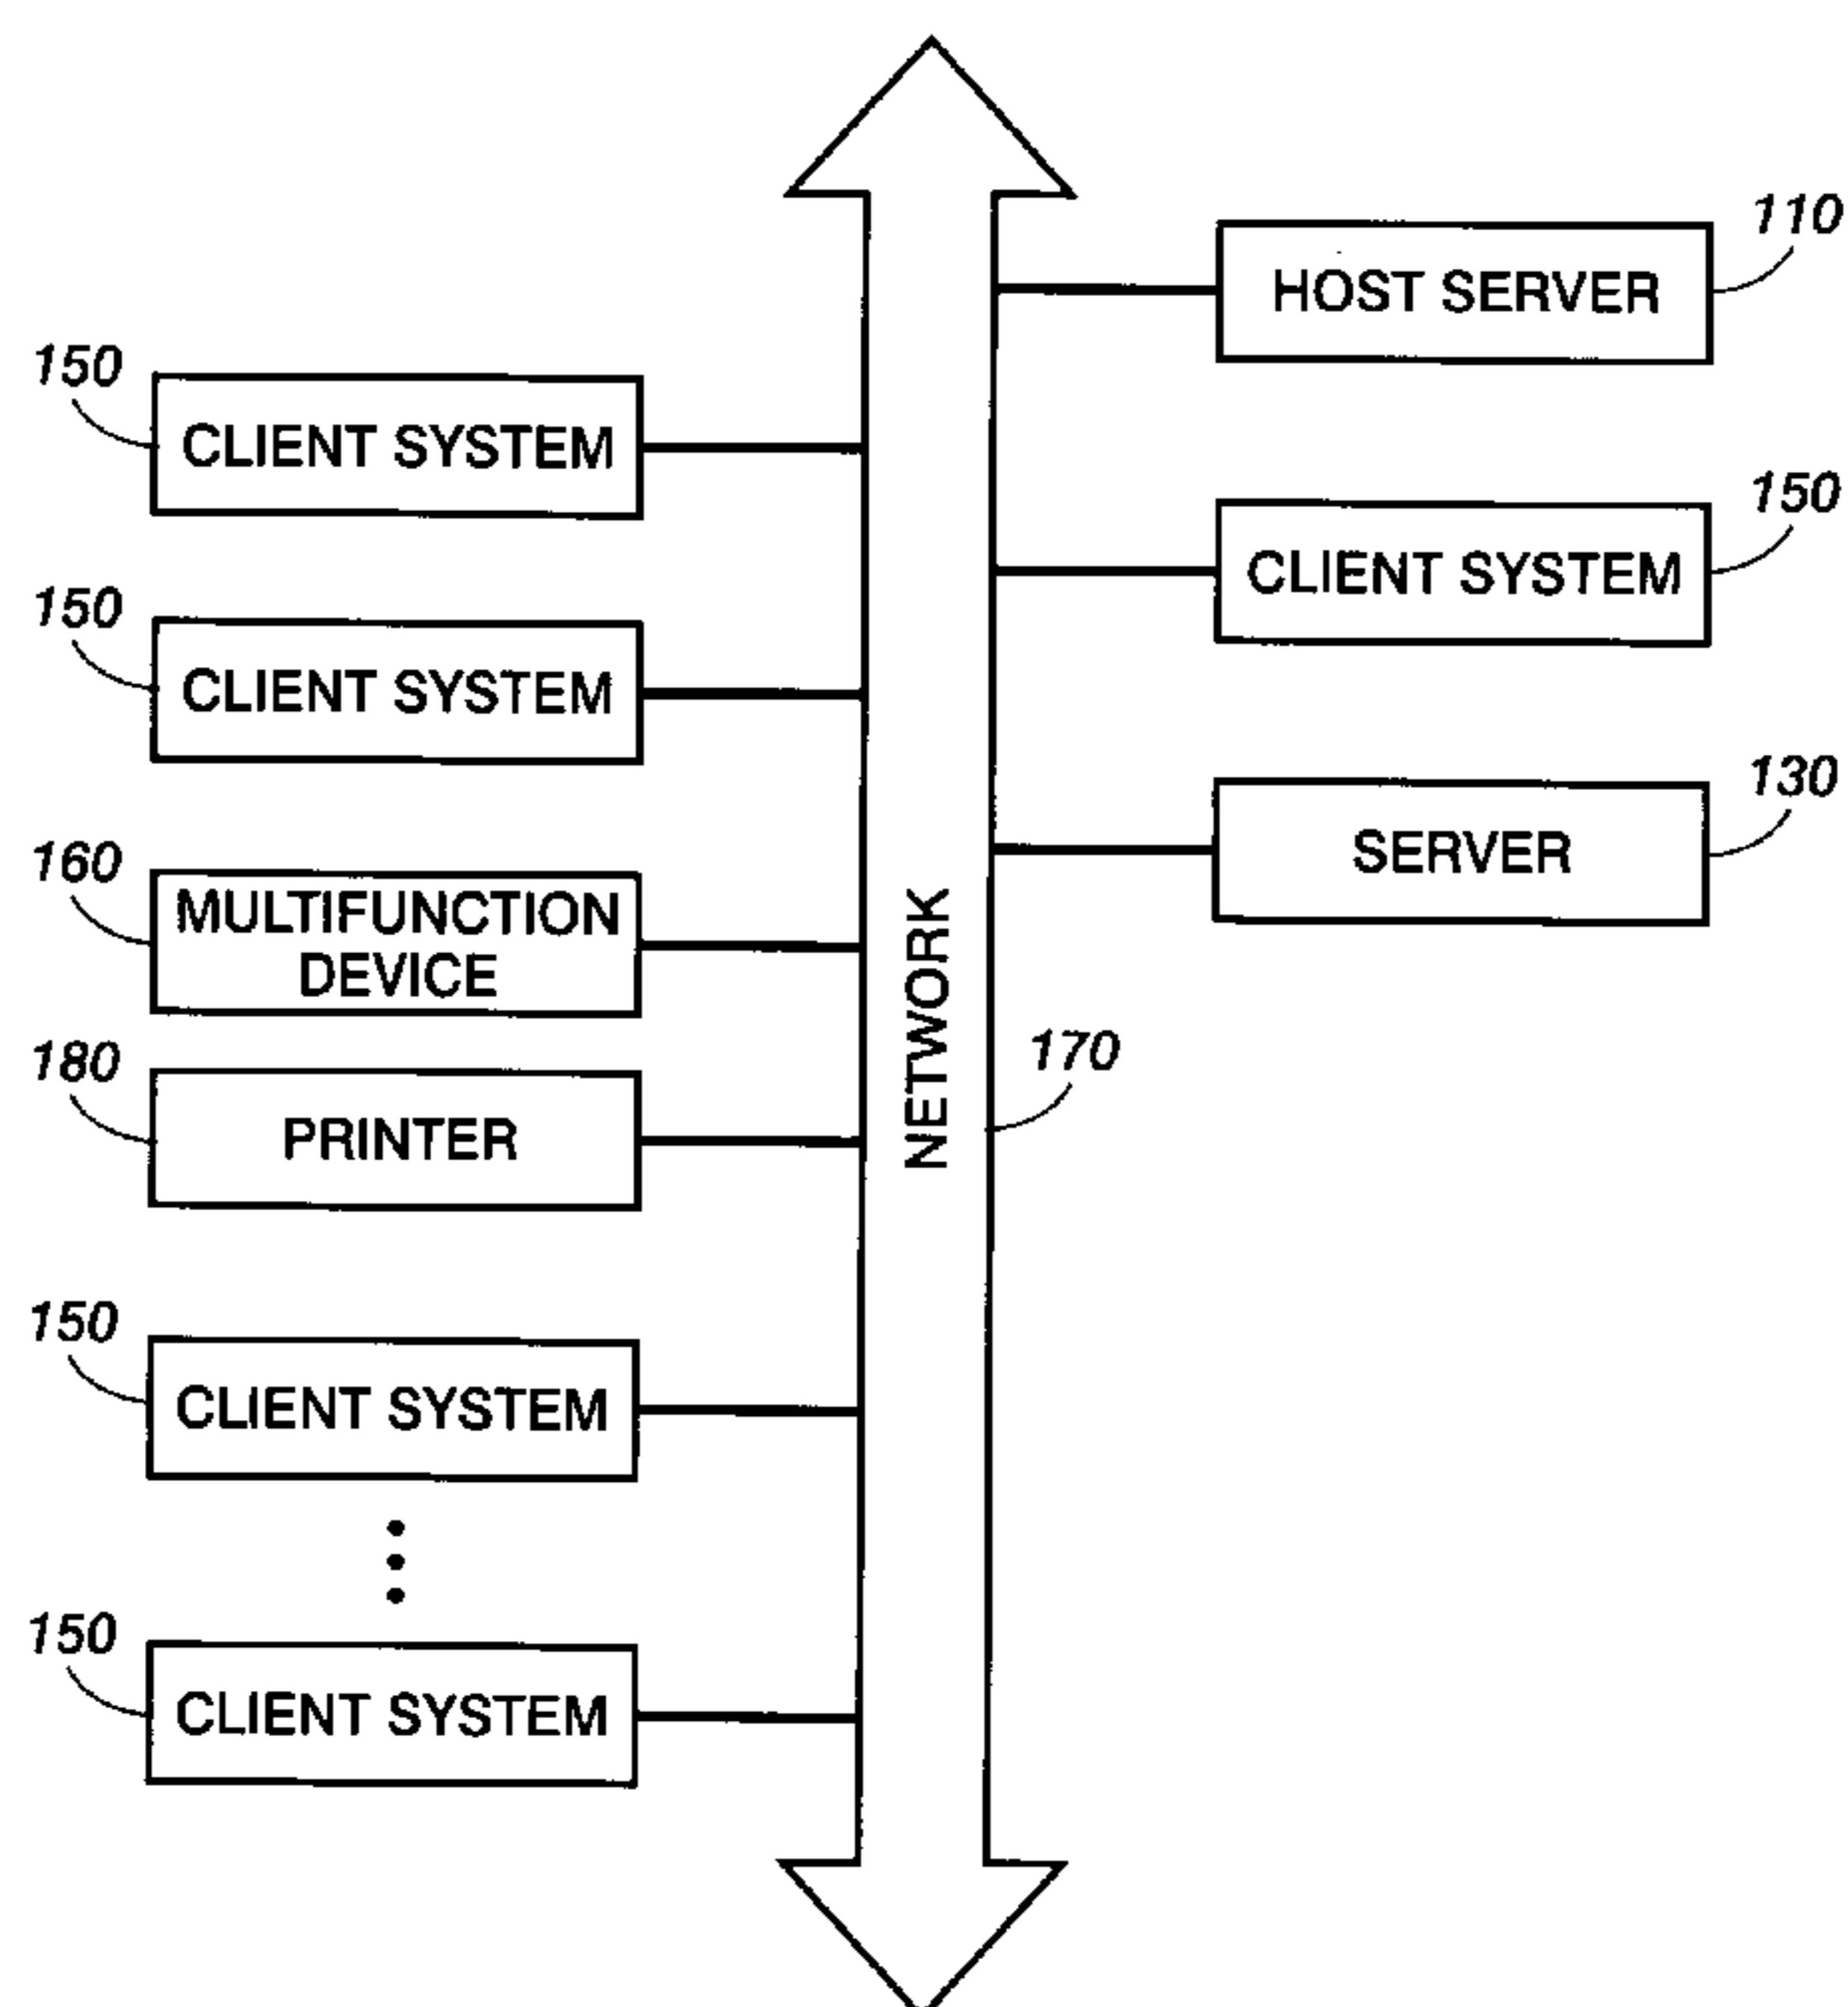 110
HOST SERVER
150
CLIENT SYSTEM
150
CLIENT SYSTEM
150
CLIENT SYSTEM
130
SERVER
160
MULTIFUNCTION
DEVICE
NETWORK
170
180
PRINTER
150
CLIENT SYSTEM
150
CLIENT SYSTEM